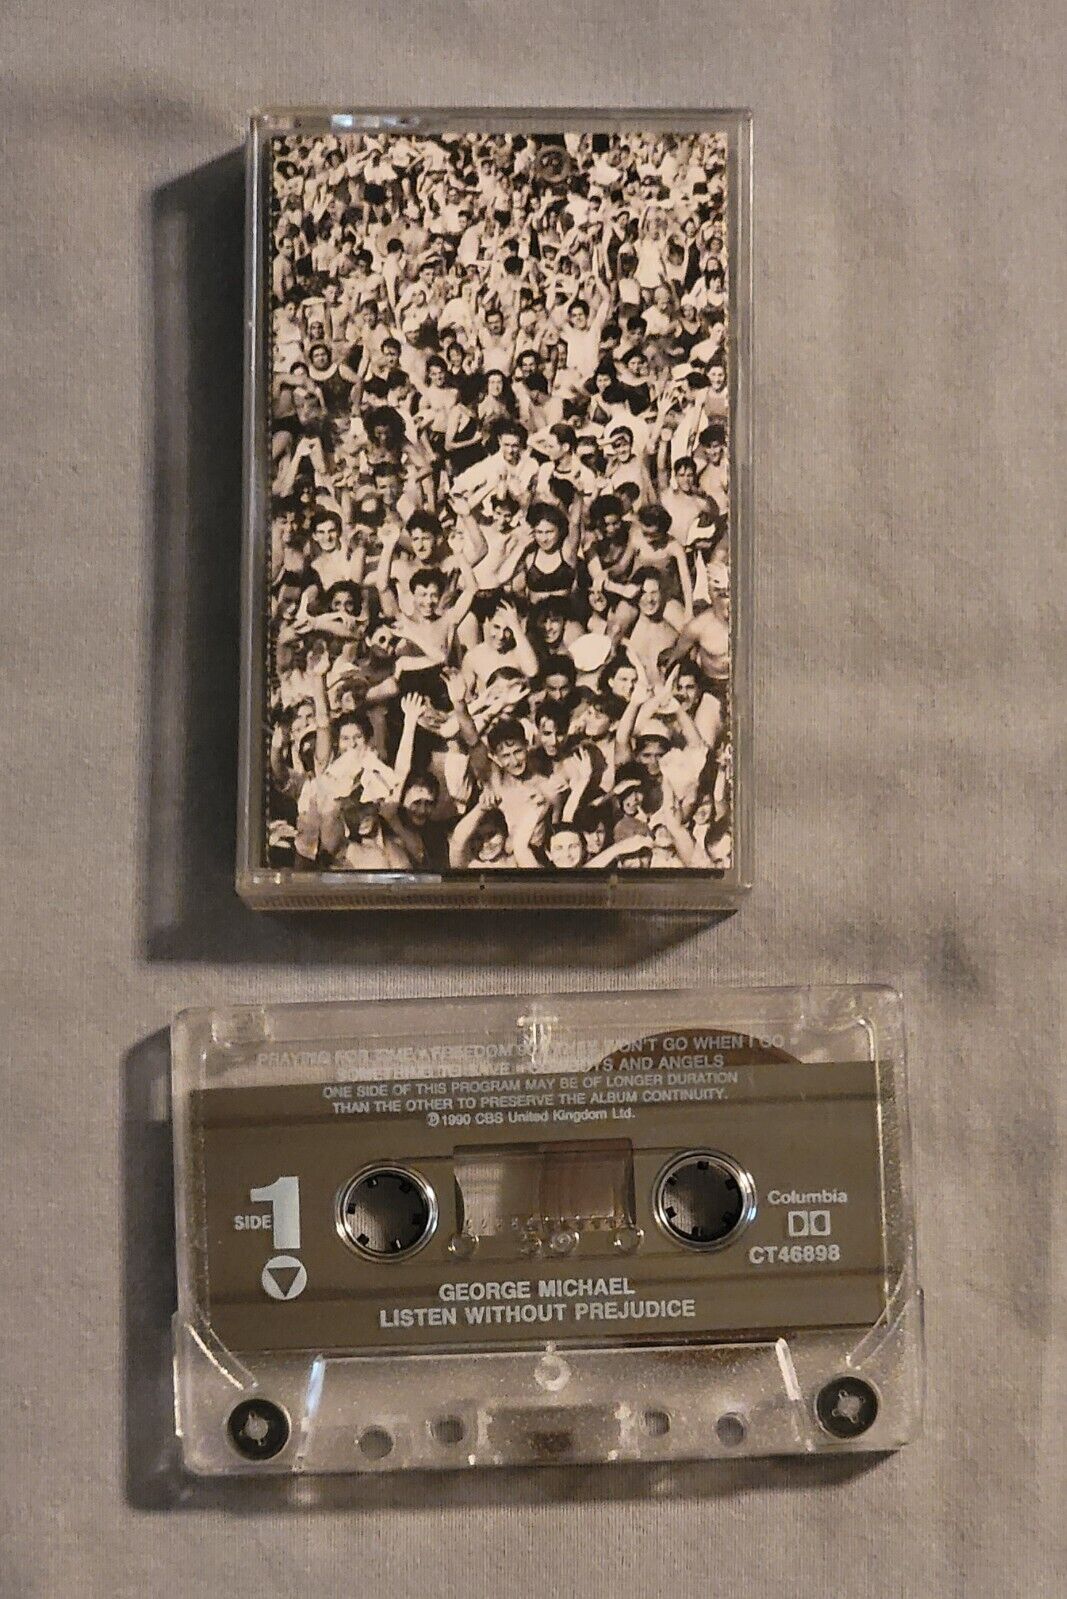 PRAYING FOR TIME • FREEDOM 90 • THEY WON'T GO WHEN I GO •
SOMETHING TO SAVE • COWBOYS AND ANGELS
ONE SIDE OF THIS PROGRAM MAY BE OF LONGER DURATION
THAN THE OTHER TO PRESERVE THE ALBUM CONTINUITY.
℗ 1990 CBS United Kingdom Ltd.
SIDE 1
Columbia
CT46898
GEORGE MICHAEL
LISTEN WITHOUT PREJUDICE